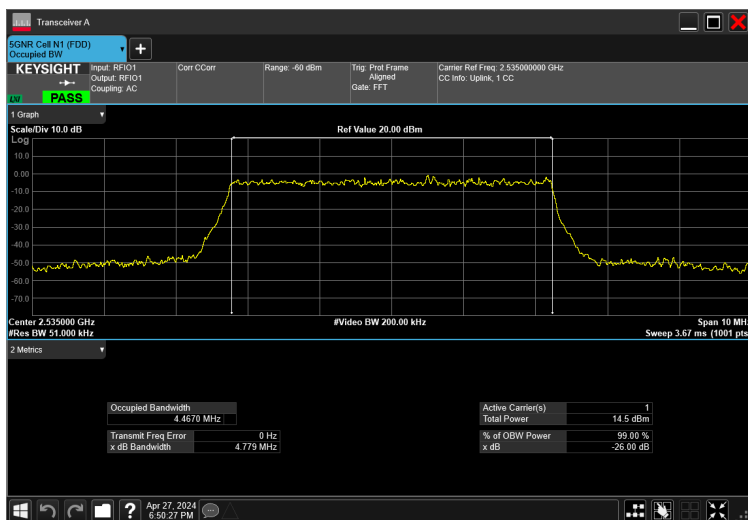 Transceiver A
5GNR Cell N1 (FDD)
Occupied BW
KEYSIGHT
LXI
PASS
Input: RFIO1
Output: RFIO1
Coupling: AC
Corr CCorr
Range: -60 dBm
Trig: Prot Frame
Aligned
Gate: FFT
Carrier Ref Freq: 2.535000000 GHz
CC Info: Uplink, 1 CC
1 Graph
Scale/Div 10.0 dB
Ref Value 20.00 dBm
Log
10.0
0.00
-10.0
-20.0
-30.0
-40.0
-50.0
-60.0
-70.0
Center 2.535000 GHz
#Video BW 200.00 kHz
Span 10 MHz
#Res BW 51.000 kHz
Sweep 3.67 ms (1001 pts
2 Metrics
Occupied Bandwidth
4.4670 MHz
Transmit Freq Error 0 Hz
x dB Bandwidth 4.779 MHz
Active Carrier(s) 1
Total Power 14.5 dBm
% of OBW Power 99.00 %
x dB -26.00 dB
?
Apr 27, 2024
6:50:27 PM